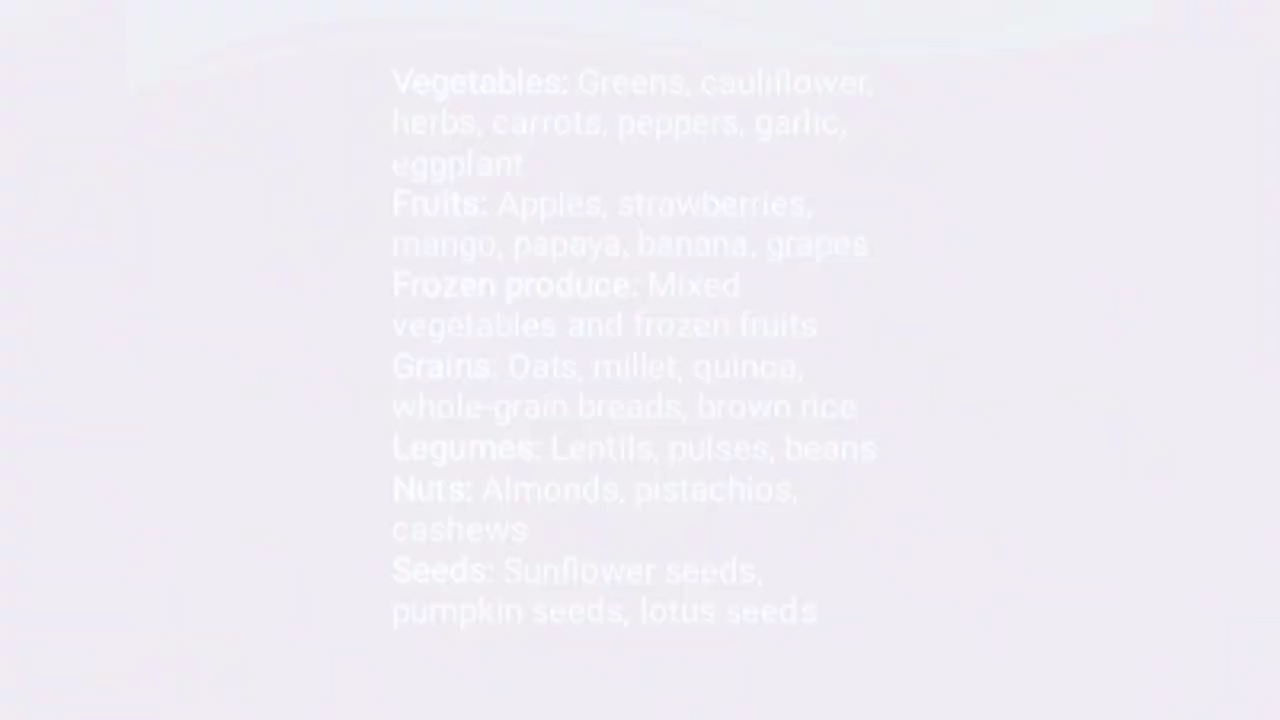 Vegetables: Greens, cauliflower,
herbs, carrots, peppers, garlic,
eggplant
Fruits: Apples, strawberries,
mango, papaya, banana, grapes
Frozen produce: Mixed
vegetables and frozen fruits
Grains: Oats, millet, quinoa,
whole-grain breads, brown rice
Legumes: Lentils, pulses, beans
Nuts: Almonds, pistachios,
cashews
Seeds: Sunflower seeds,
pumpkin seeds, lotus seeds